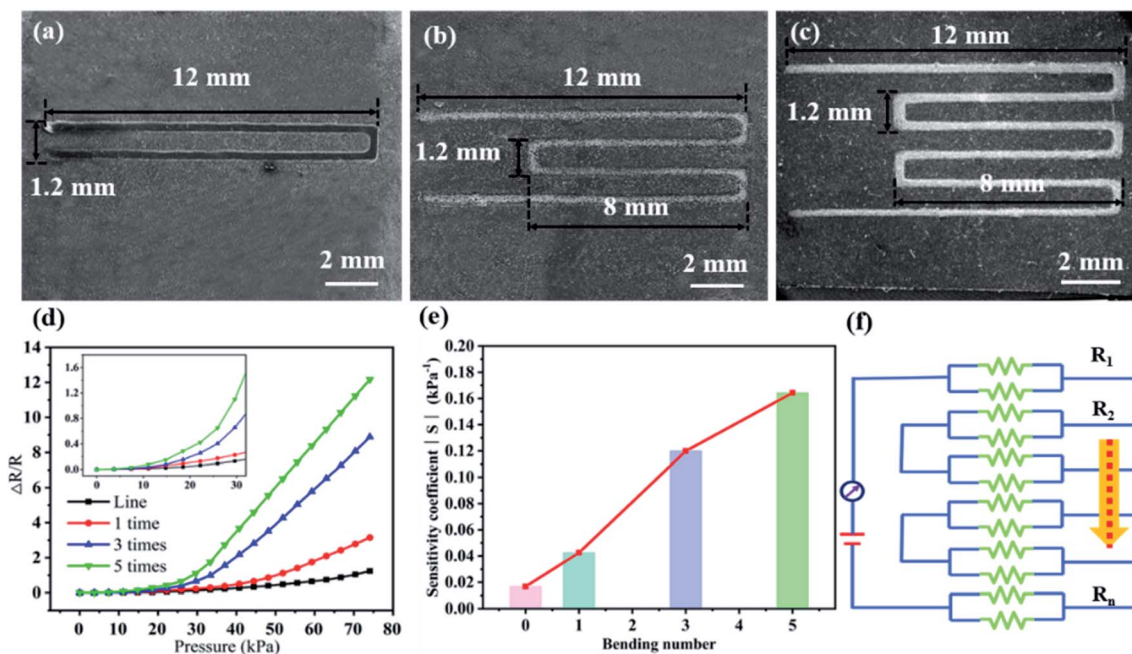 (a)
12 mm
1.2 mm
2 mm
(b)
12 mm
1.2 mm
8 mm
2 mm
(c)
12 mm
1.2 mm
8 mm
2 mm
(d)
ΔR/R
14
12
10
8
6
4
2
0
1.6
1.2
0.8
0.4
0.0
0 10 20 30
Line
1 time
3 times
5 times
0 10 20 30 40 50 60 70 80
Pressure (kPa)
(e)
Sensitivity coefficient | S | (kPa⁻¹)
0.20
0.18
0.16
0.14
0.12
0.10
0.08
0.06
0.04
0.02
0.00
0 1 2 3 4 5
Bending number
(f)
R₁
R₂
Rₙ